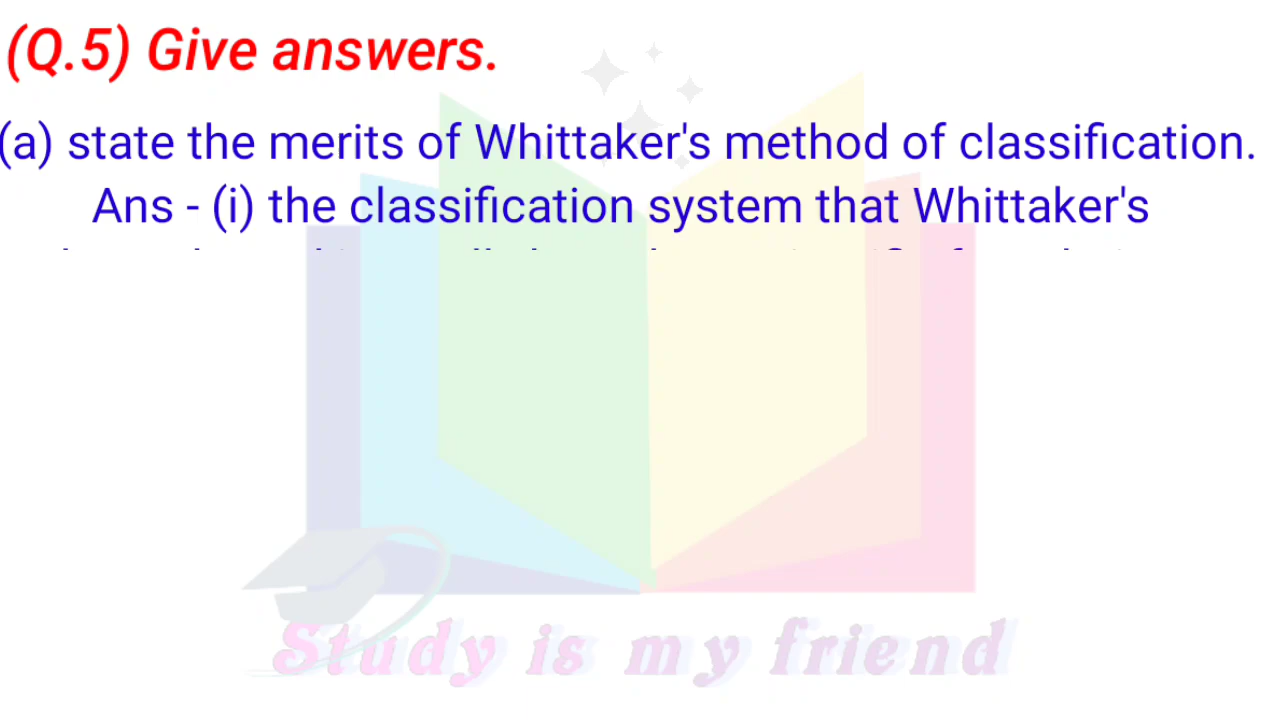 (Q.5) Give answers.
(a) state the merits of Whittaker's method of classification.
Ans - (i) the classification system that Whittaker's
Study is my friend